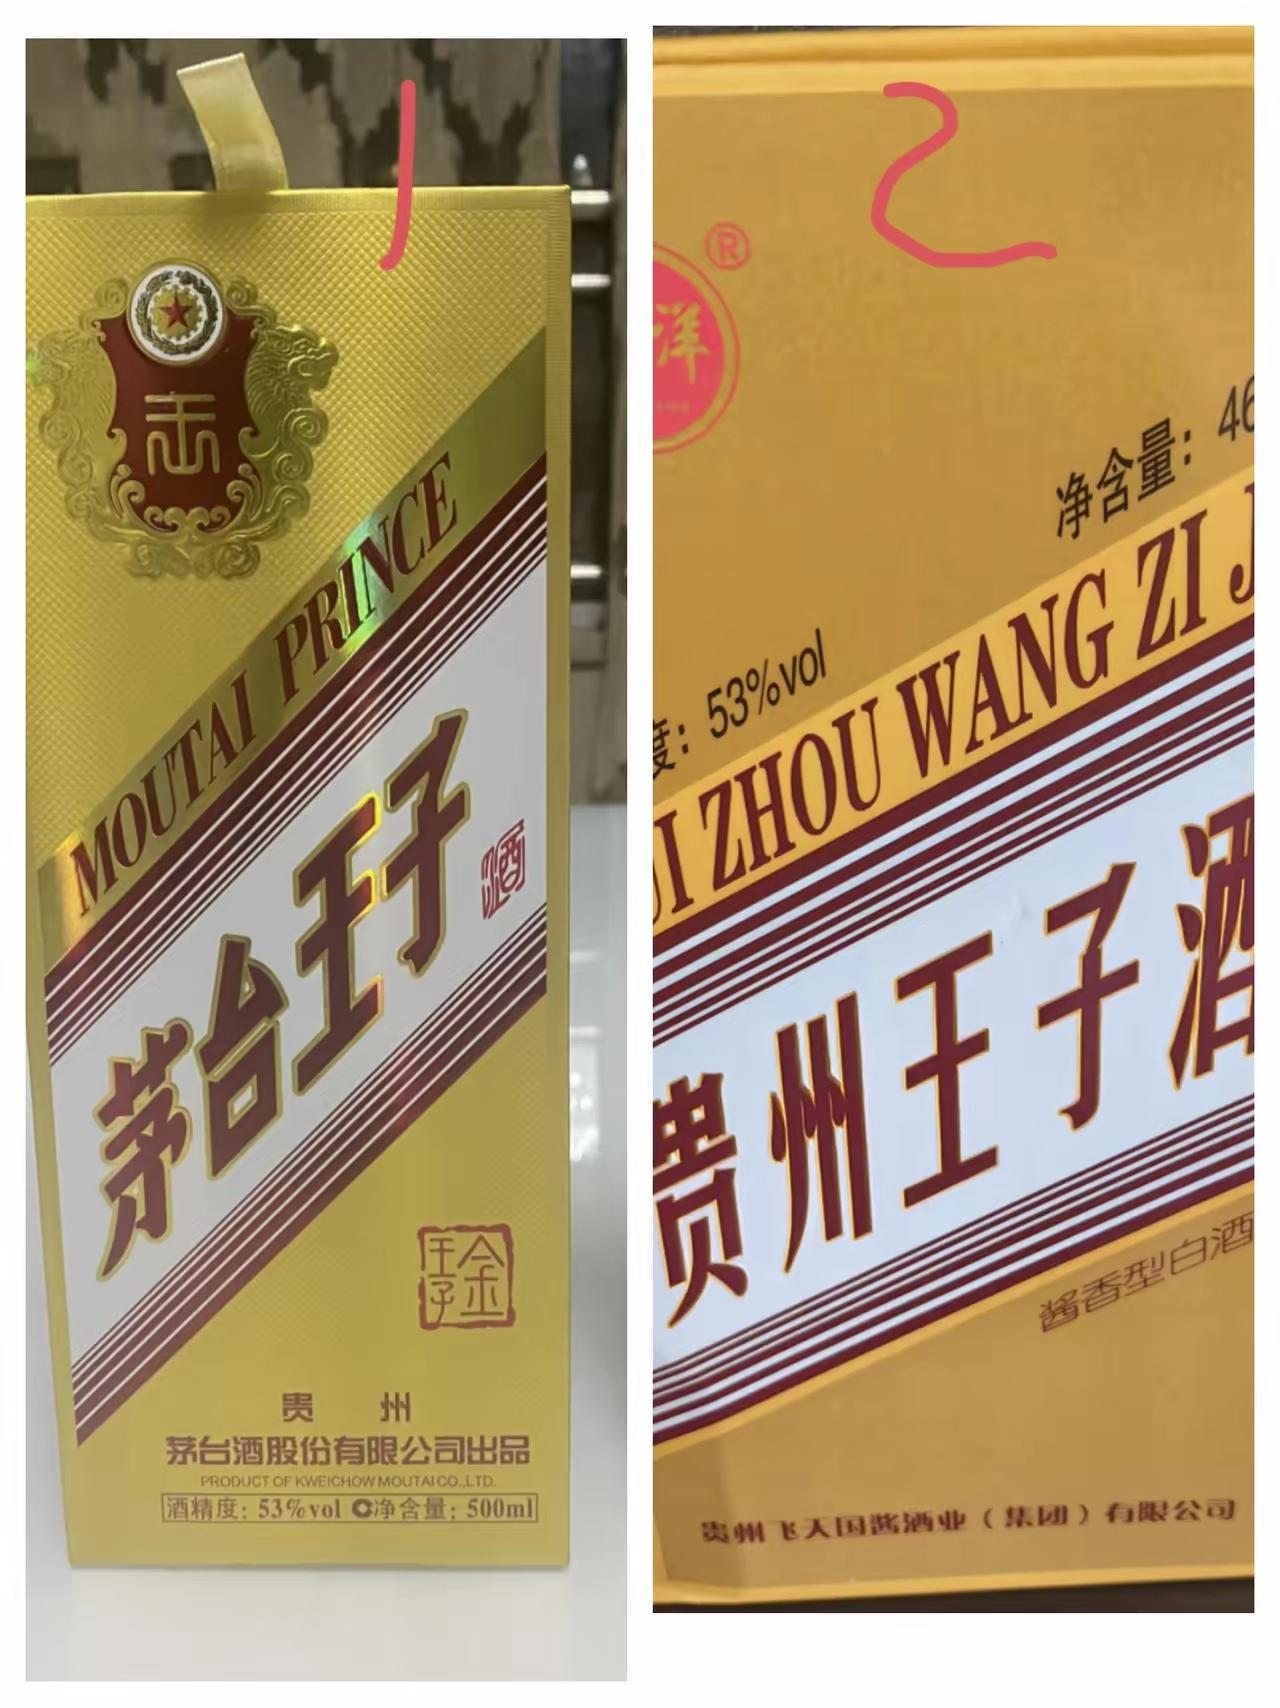 1
王
MOUTAI PRINCE
茅台王子
酒
金
王子
贵州
茅台酒股份有限公司出品
PRODUCT OF KWEICHOW MOUTAI CO.,LTD.
酒精度: 53%vol 净含量: 500ml
2
®
洋
净含量: 46
度: 53%vol
UI ZHOU WANG ZI J
贵州王子酒
酱香型白酒
贵州飞天国酱酒业（集团）有限公司